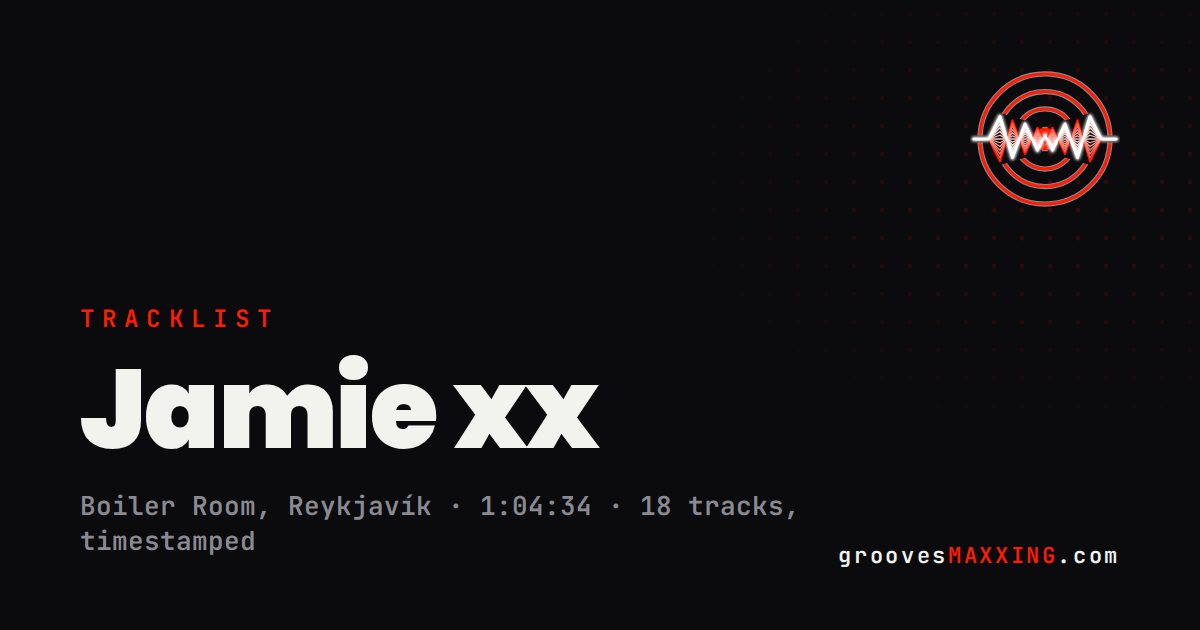 TRACKLIST
Jamie xx
Boiler Room, Reykjavík · 1:04:34 · 18 tracks,
timestamped
groovesMAXXING.com